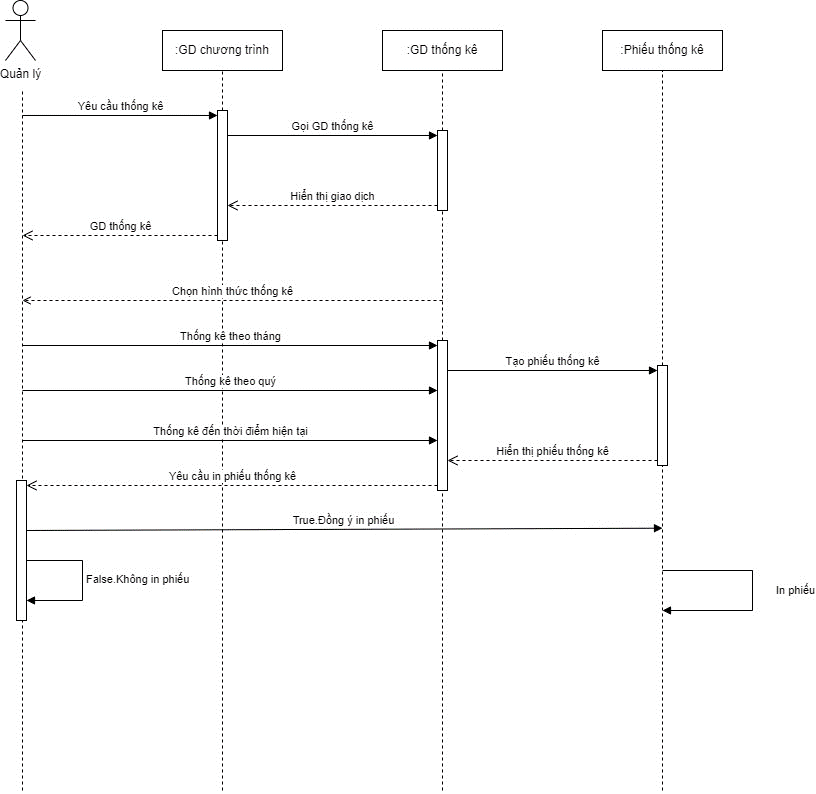 Quản lý
:GD chương trình
:GD thống kê
:Phiếu thống kê
Yêu cầu thống kê
Gọi GD thống kê
Hiển thị giao dịch
GD thống kê
Chọn hình thức thống kê
Thống kê theo tháng
Tạo phiếu thống kê
Thống kê theo quý
Thống kê đến thời điểm hiện tại
Hiển thị phiếu thống kê
Yêu cầu in phiếu thống kê
True.Đồng ý in phiếu
False.Không in phiếu
In phiếu